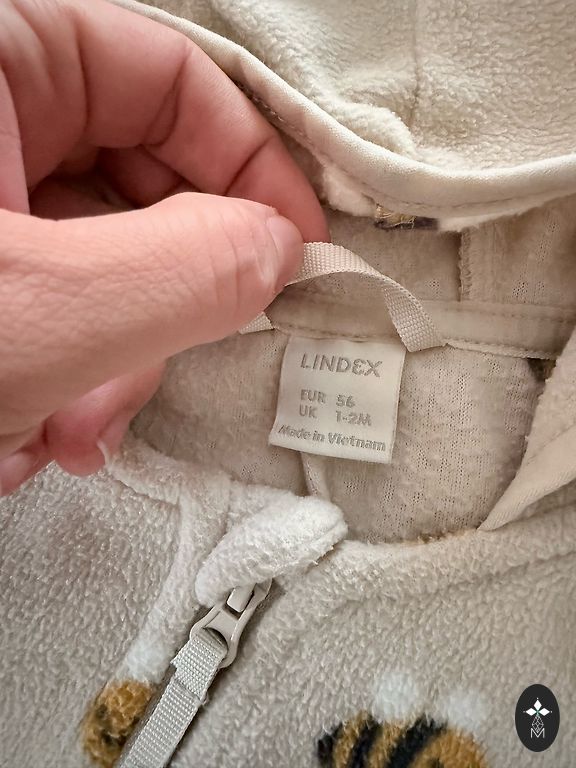 LINDEX
EUR 56
UK 1-2M
Made in Vietnam
M